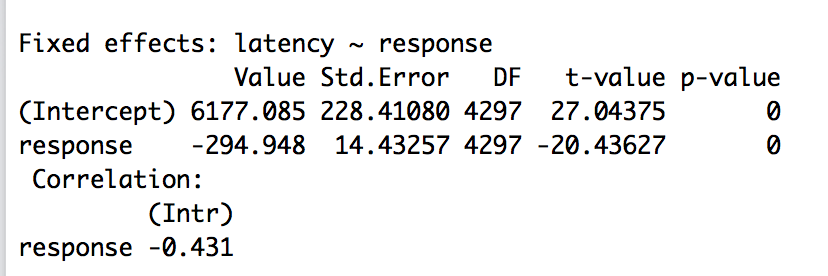 Fixed effects: latency ~ response
Value Std.Error DF t-value p-value
(Intercept) 6177.085 228.41080 4297 27.04375 0
response -294.948 14.43257 4297 -20.43627 0
Correlation:
(Intr)
response -0.431